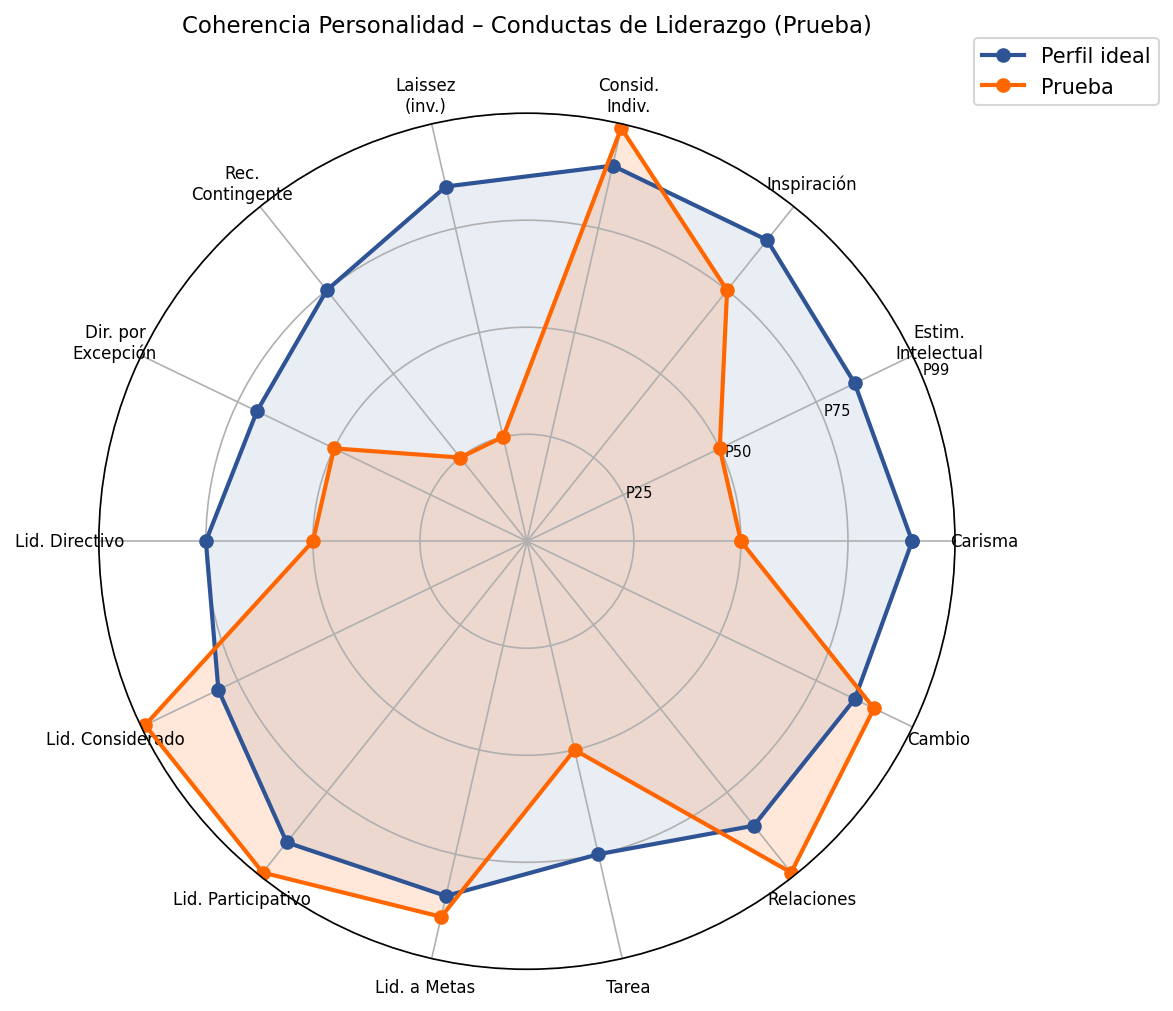 Coherencia Personalidad – Conductas de Liderazgo (Prueba)
Perfil ideal
Prueba
Laissez
(inv.)
Consid.
Indiv.
Rec.
Contingente
Inspiración
Dir. por
Excepción
Estim.
Intelectual
P99
P75
P50
P25
Lid. Directivo
Carisma
Lid. Considerado
Cambio
Lid. Participativo
Relaciones
Lid. a Metas
Tarea